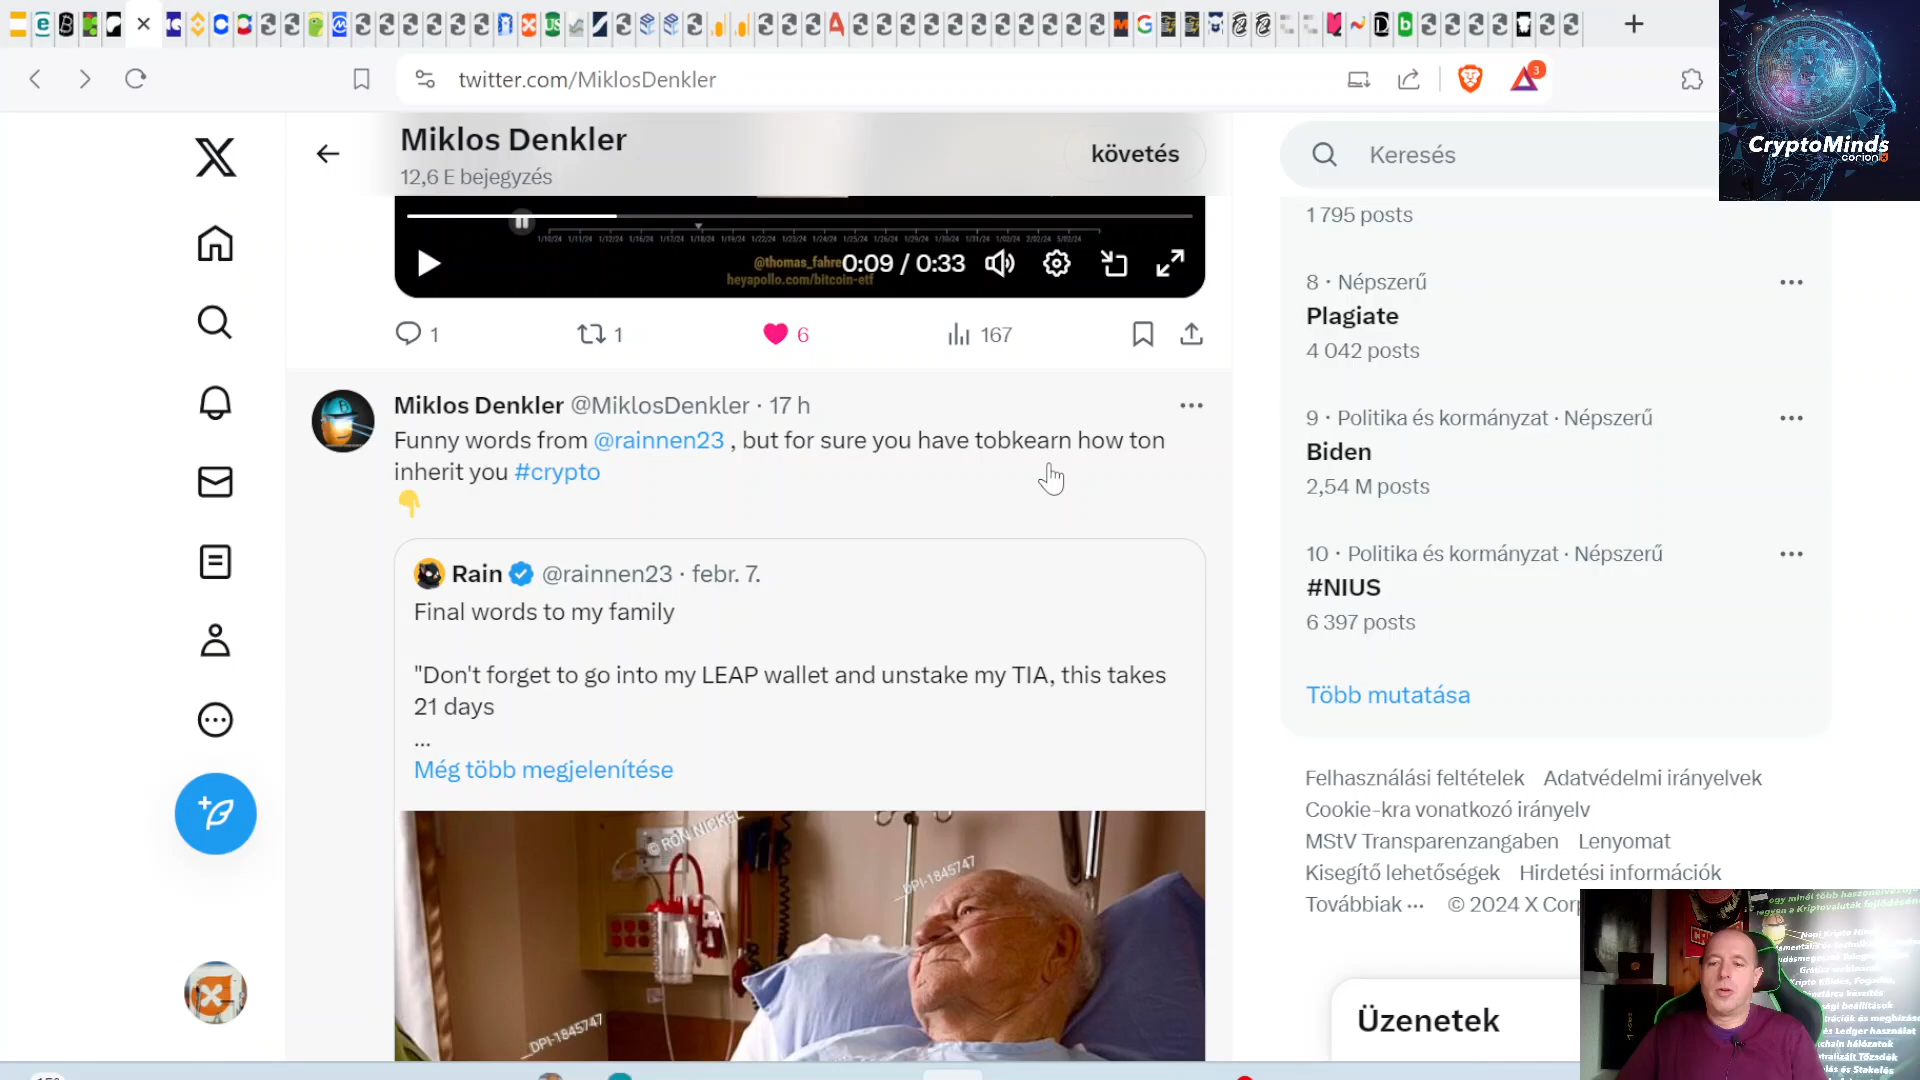 twitter.com/MiklosDenkler
3
CryptoMinds
corion
Miklos Denkler
12,6 E bejegyzés
követés
Keresés
1 795 posts
8 · Népszerű
Plagiate
4 042 posts
9 · Politika és kormányzat · Népszerű
Biden
2,54 M posts
10 · Politika és kormányzat · Népszerű
#NIUS
6 397 posts
Több mutatása
@thomas_fahre
0:09 / 0:33
heyapollo.com/bitcoin-etf
1
1
6
167
Miklos Denkler @MiklosDenkler · 17 h
Funny words from @rainnen23 , but for sure you have tobkearn how ton
inherit you #crypto
Rain @rainnen23 · febr. 7.
Final words to my family
"Don't forget to go into my LEAP wallet and unstake my TIA, this takes
21 days
...
Még több megjelenítése
© RON NICKEL
DPI-1845747
DPI-1845747
Felhasználási feltételek Adatvédelmi irányelvek
Cookie-kra vonatkozó irányelv
MStV Transparenzangaben Lenyomat
Kisegítő lehetőségek Hirdetési információk
Továbbiak ··· © 2024 X Corp
Üzenetek